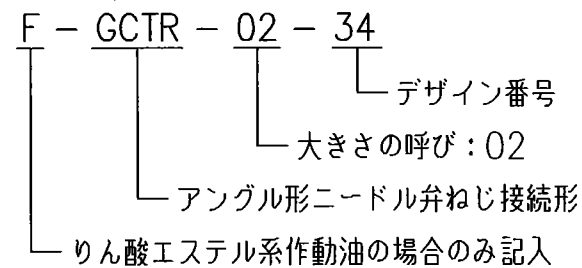 F - GCTR - 02 - 34
デザイン番号
大きさの呼び：02
アングル形ニードル弁ねじ接続形
りん酸エステル系作動油の場合のみ記入